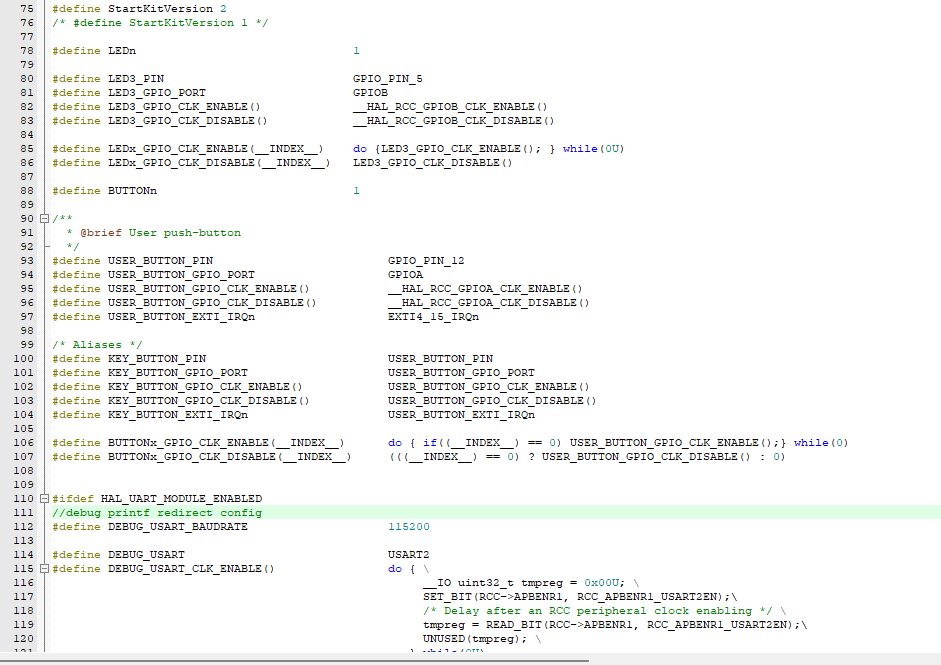 75 #define StartKitVersion 2
76 /* #define StartKitVersion 1 */
77
78 #define LEDn 1
79
80 #define LED3_PIN GPIO_PIN_5
81 #define LED3_GPIO_PORT GPIOB
82 #define LED3_GPIO_CLK_ENABLE() __HAL_RCC_GPIOB_CLK_ENABLE()
83 #define LED3_GPIO_CLK_DISABLE() __HAL_RCC_GPIOB_CLK_DISABLE()
84
85 #define LEDx_GPIO_CLK_ENABLE(__INDEX__) do {LED3_GPIO_CLK_ENABLE(); } while(0U)
86 #define LEDx_GPIO_CLK_DISABLE(__INDEX__) LED3_GPIO_CLK_DISABLE()
87
88 #define BUTTONn 1
89
90 /**
91 * @brief User push-button
92 */
93 #define USER_BUTTON_PIN GPIO_PIN_12
94 #define USER_BUTTON_GPIO_PORT GPIOA
95 #define USER_BUTTON_GPIO_CLK_ENABLE() __HAL_RCC_GPIOA_CLK_ENABLE()
96 #define USER_BUTTON_GPIO_CLK_DISABLE() __HAL_RCC_GPIOA_CLK_DISABLE()
97 #define USER_BUTTON_EXTI_IRQn EXTI4_15_IRQn
98
99 /* Aliases */
100 #define KEY_BUTTON_PIN USER_BUTTON_PIN
101 #define KEY_BUTTON_GPIO_PORT USER_BUTTON_GPIO_PORT
102 #define KEY_BUTTON_GPIO_CLK_ENABLE() USER_BUTTON_GPIO_CLK_ENABLE()
103 #define KEY_BUTTON_GPIO_CLK_DISABLE() USER_BUTTON_GPIO_CLK_DISABLE()
104 #define KEY_BUTTON_EXTI_IRQn USER_BUTTON_EXTI_IRQn
105
106 #define BUTTONx_GPIO_CLK_ENABLE(__INDEX__) do { if((__INDEX__) == 0) USER_BUTTON_GPIO_CLK_ENABLE();} while(0)
107 #define BUTTONx_GPIO_CLK_DISABLE(__INDEX__) (((__INDEX__) == 0) ? USER_BUTTON_GPIO_CLK_DISABLE() : 0)
108
109
110 #ifdef HAL_UART_MODULE_ENABLED
111 //debug printf redirect config
112 #define DEBUG_USART_BAUDRATE 115200
113
114 #define DEBUG_USART USART2
115 #define DEBUG_USART_CLK_ENABLE() do { \
116 __IO uint32_t tmpreg = 0x00U; \
117 SET_BIT(RCC->APBENR1, RCC_APBENR1_USART2EN);\
118 /* Delay after an RCC peripheral clock enabling */ \
119 tmpreg = READ_BIT(RCC->APBENR1, RCC_APBENR1_USART2EN);\
120 UNUSED(tmpreg); \
121 } while(0U)